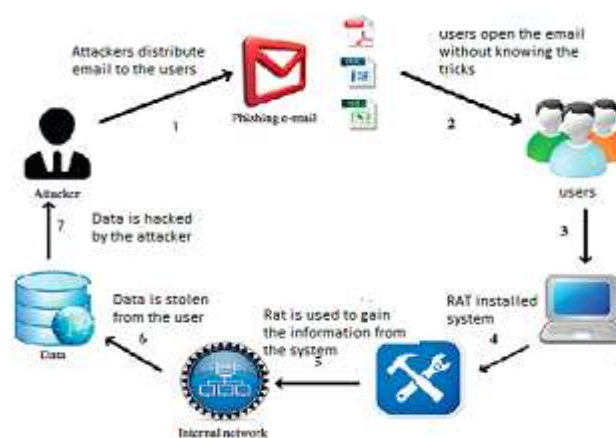 Attackers distribute
email to the users
1
Phishing e-mail
users open the email
without knowing the
tricks
2
users
3
RAT installed
system
4
Rat is used to gain
the information from
the system
5
Internal network
Data is stolen
from the user
6
Data
Data is hacked
by the attacker
7
Attacker